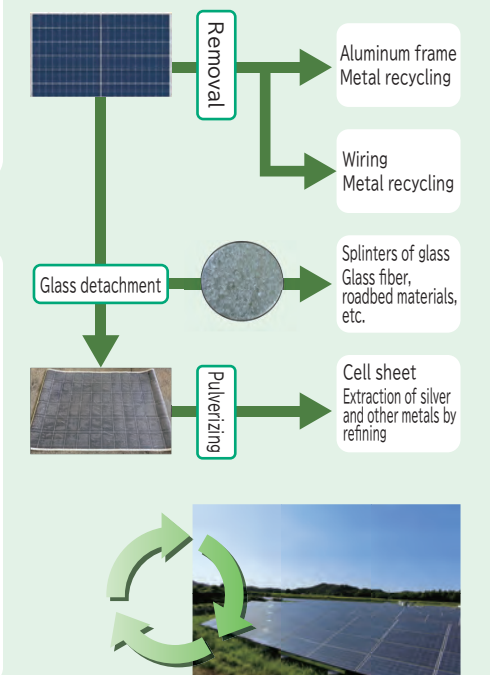 Removal
Aluminum frame
Metal recycling
Wiring
Metal recycling
Glass detachment
Splinters of glass
Glass fiber,
roadbed materials,
etc.
Pulverizing
Cell sheet
Extraction of silver
and other metals by
refining